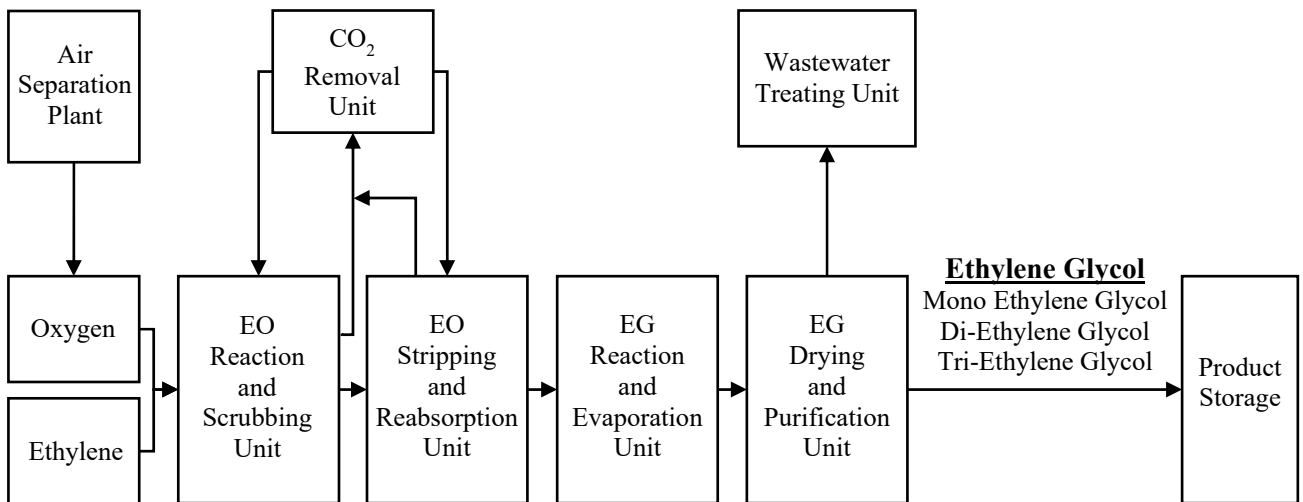 Air
Separation
Plant
CO₂
Removal
Unit
Wastewater
Treating Unit
Oxygen
Ethylene
EO
Reaction
and
Scrubbing
Unit
EO
Stripping
and
Reabsorption
Unit
EG
Reaction
and
Evaporation
Unit
EG
Drying
and
Purification
Unit
Ethylene Glycol
Mono Ethylene Glycol
Di-Ethylene Glycol
Tri-Ethylene Glycol
Product
Storage